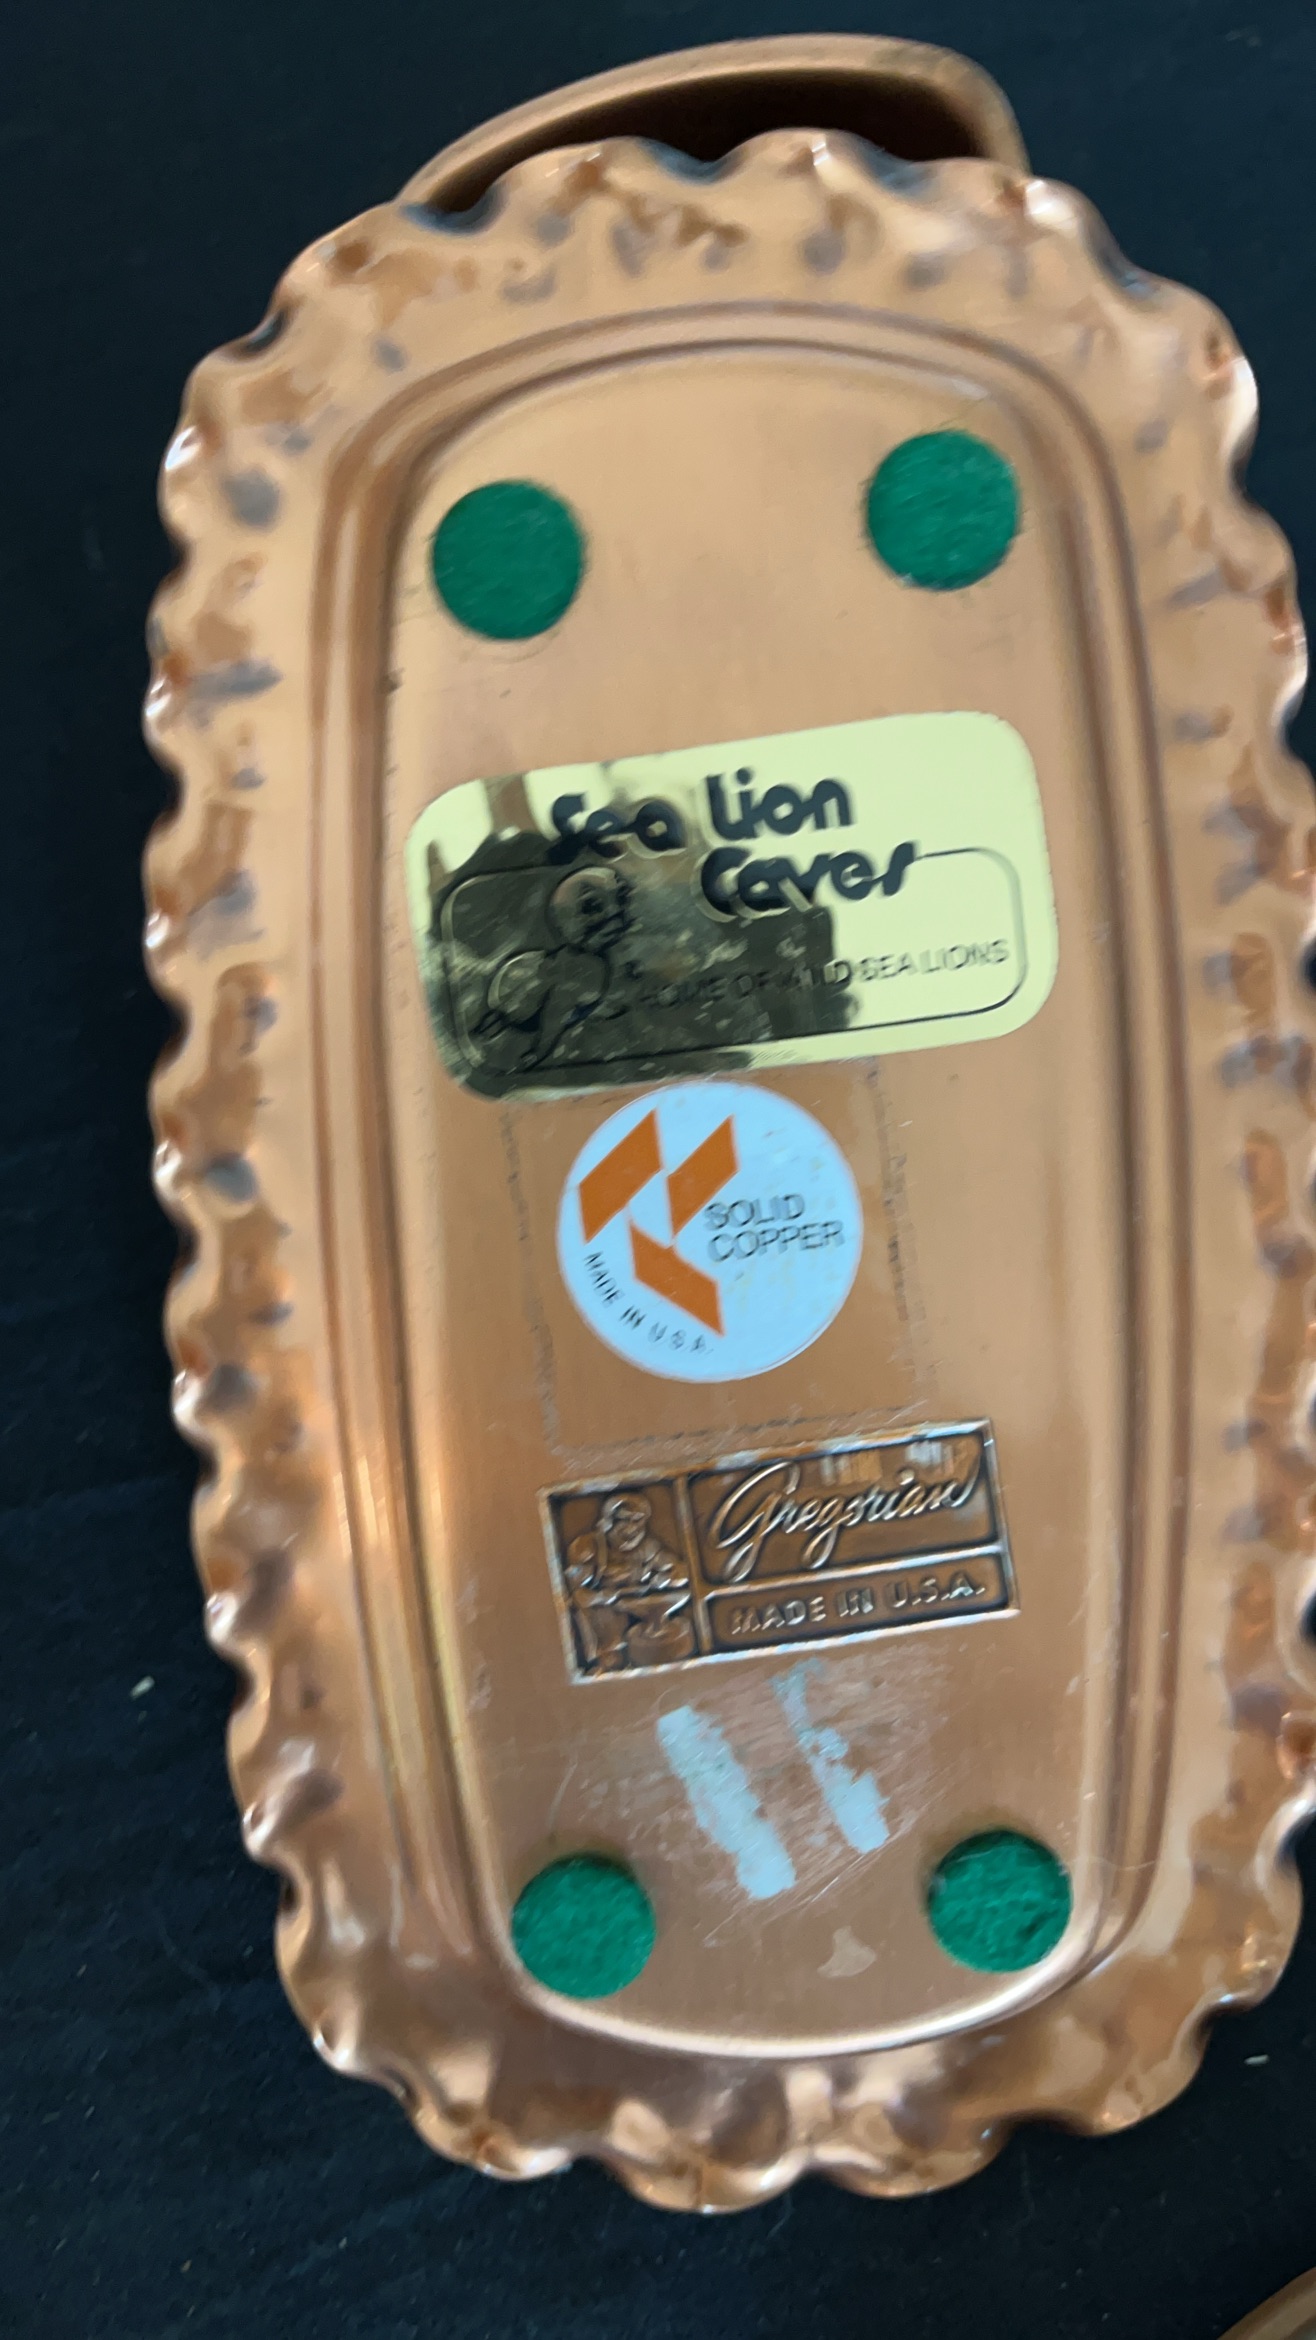 Sea Lion
Caves
HOME OF WILD SEA LIONS
SOLID
COPPER
MADE IN U.S.A.
Gregorian
MADE IN U.S.A.